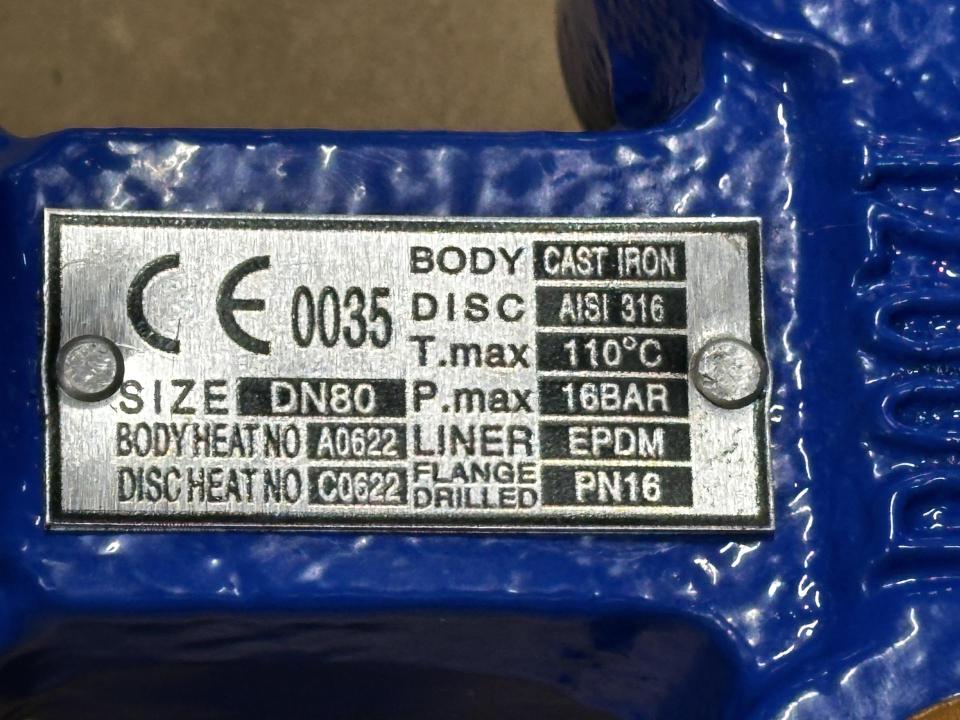 CE 0035
SIZE DN80
BODY HEAT NO A0622
DISC HEAT NO C0622
BODY CAST IRON
DISC AISI 316
T.max 110°C
P.max 16BAR
LINER EPDM
FLANGE DRILLED PN16